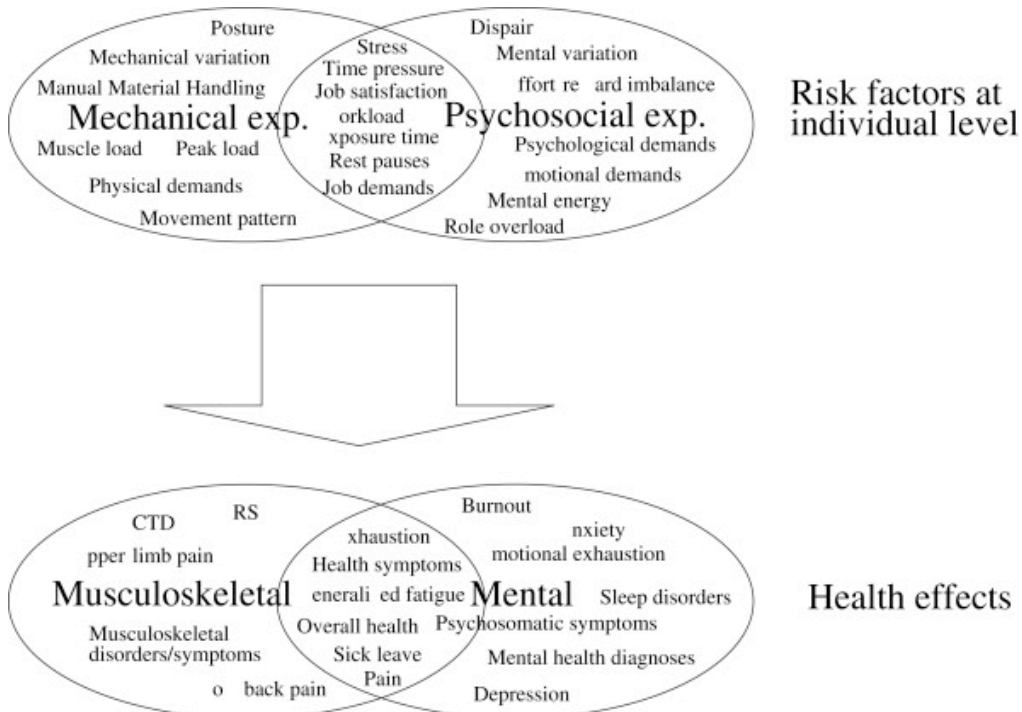 Posture
Mechanical variation
Manual Material Handling
Mechanical exp.
Muscle load
Peak load
Physical demands
Movement pattern
Stress
Time pressure
Job satisfaction
orkload
xposure time
Rest pauses
Job demands
Dispair
Mental variation
ffort re ard imbalance
Psychosocial exp.
Psychological demands
motional demands
Mental energy
Role overload
Risk factors at
individual level
CTD
RS
pper limb pain
Musculoskeletal
Musculoskeletal
disorders/symptoms
o back pain
xhaustion
Health symptoms
enerali ed fatigue
Overall health
Sick leave
Pain
Burnout
nxiety
motional exhaustion
Mental
Sleep disorders
Psychosomatic symptoms
Mental health diagnoses
Depression
Health effects